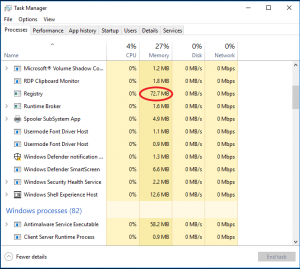 Task Manager
File Options View
Processes Performance App history Startup Users Details Services
4% 27% 0% 0%
Name CPU Memory Disk Network
Microsoft® Volume Shadow Co... 0% 1.2 MB 0 MB/s 0 Mbps
RDP Clipboard Monitor 0% 1.8 MB 0 MB/s 0 Mbps
Registry 0% 72.7 MB 0 MB/s 0 Mbps
Runtime Broker 0% 1.6 MB 0 MB/s 0 Mbps
Spooler SubSystem App 0% 4.9 MB 0 MB/s 0 Mbps
Usermode Font Driver Host 0% 1.1 MB 0 MB/s 0 Mbps
Usermode Font Driver Host 0% 0.9 MB 0 MB/s 0 Mbps
Windows Defender notification ... 0% 1.3 MB 0 MB/s 0 Mbps
Windows Defender SmartScreen 0% 6.6 MB 0 MB/s 0 Mbps
Windows Security Health Service 0% 2.2 MB 0 MB/s 0 Mbps
Windows Shell Experience Host 0% 12.6 MB 0 MB/s 0 Mbps
Windows processes (82)
Antimalware Service Executable 0% 58.2 MB 0 MB/s 0 Mbps
Client Server Runtime Process 0% 0.9 MB 0 MB/s 0 Mbps
Fewer details End task